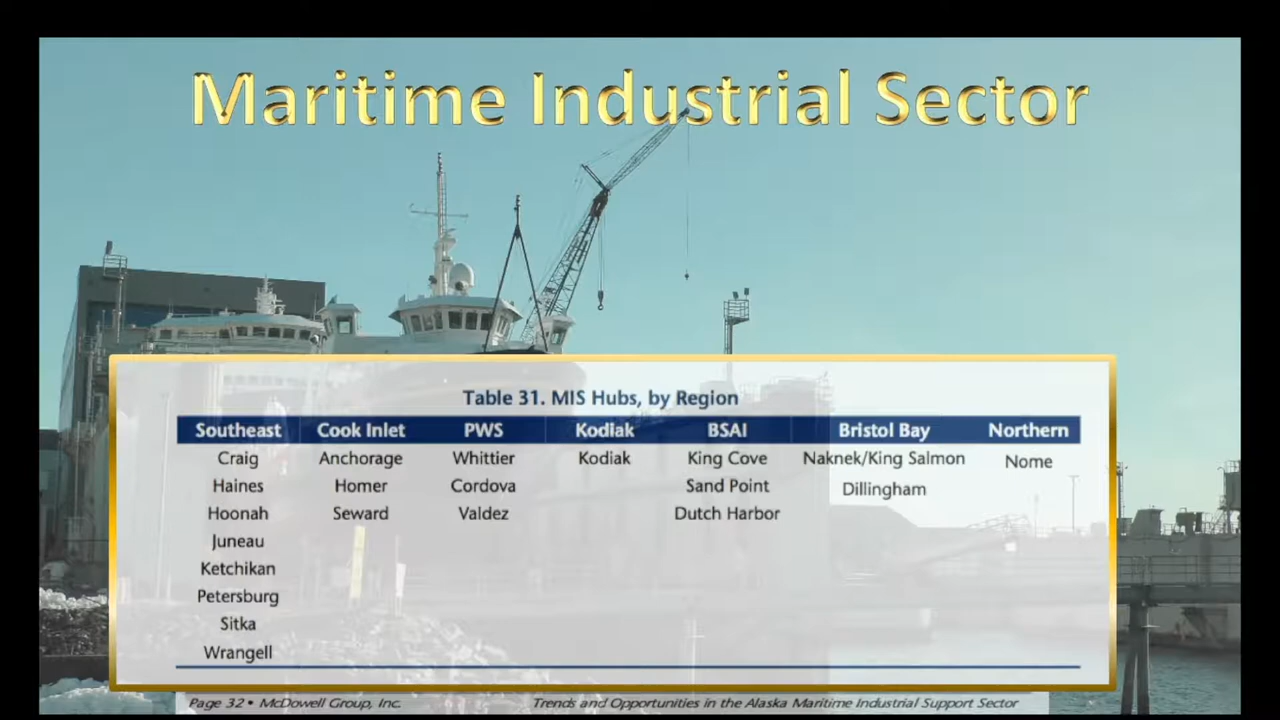 Maritime Industrial Sector
Table 31. MIS Hubs, by Region
Southeast Cook Inlet PWS Kodiak BSAI Bristol Bay Northern
Craig Anchorage Whittier Kodiak King Cove Naknek/King Salmon Nome
Haines Homer Cordova Sand Point Dillingham
Hoonah Seward Valdez Dutch Harbor
Juneau
Ketchikan
Petersburg
Sitka
Wrangell
Page 32 • McDowell Group, Inc. Trends and Opportunities in the Alaska Maritime Industrial Support Sector